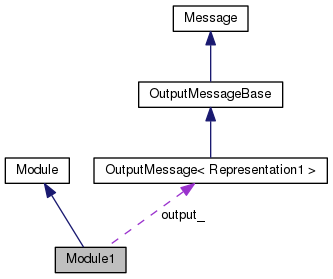 Message
OutputMessageBase
Module
OutputMessage< Representation1 >
output_
Module1